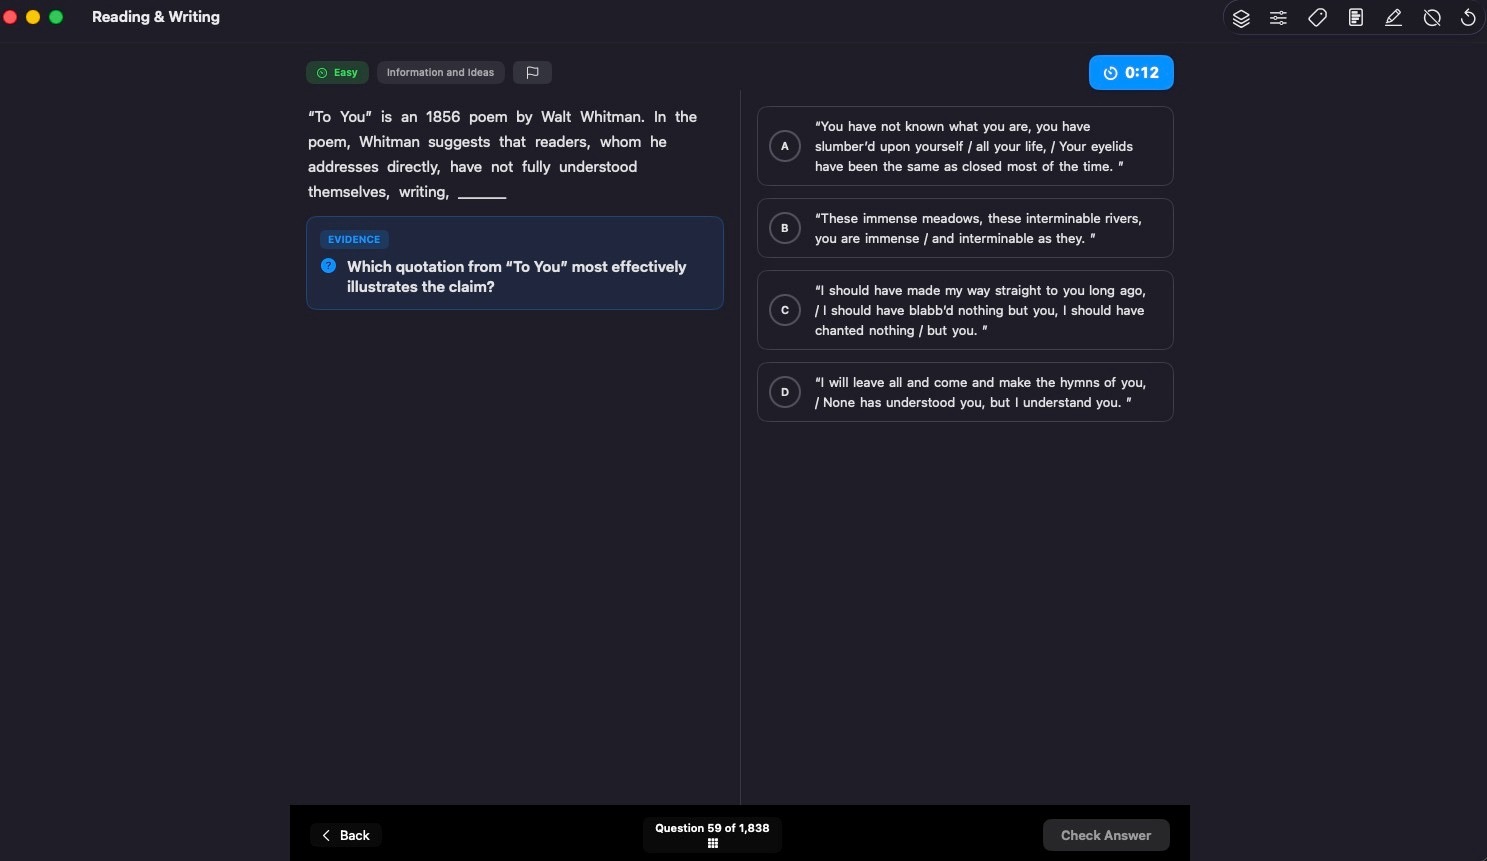 Reading & Writing
Easy
Information and Ideas
0:12
“To You” is an 1856 poem by Walt Whitman. In the
poem, Whitman suggests that readers, whom he
addresses directly, have not fully understood
themselves, writing, ______
EVIDENCE
? Which quotation from “To You” most effectively
illustrates the claim?
A
“You have not known what you are, you have
slumber’d upon yourself / all your life, / Your eyelids
have been the same as closed most of the time. ”
B
“These immense meadows, these interminable rivers,
you are immense / and interminable as they. ”
C
“I should have made my way straight to you long ago,
/ I should have blabb’d nothing but you, I should have
chanted nothing / but you. ”
D
“I will leave all and come and make the hymns of you,
/ None has understood you, but I understand you. ”
Back
Question 59 of 1,838
Check Answer